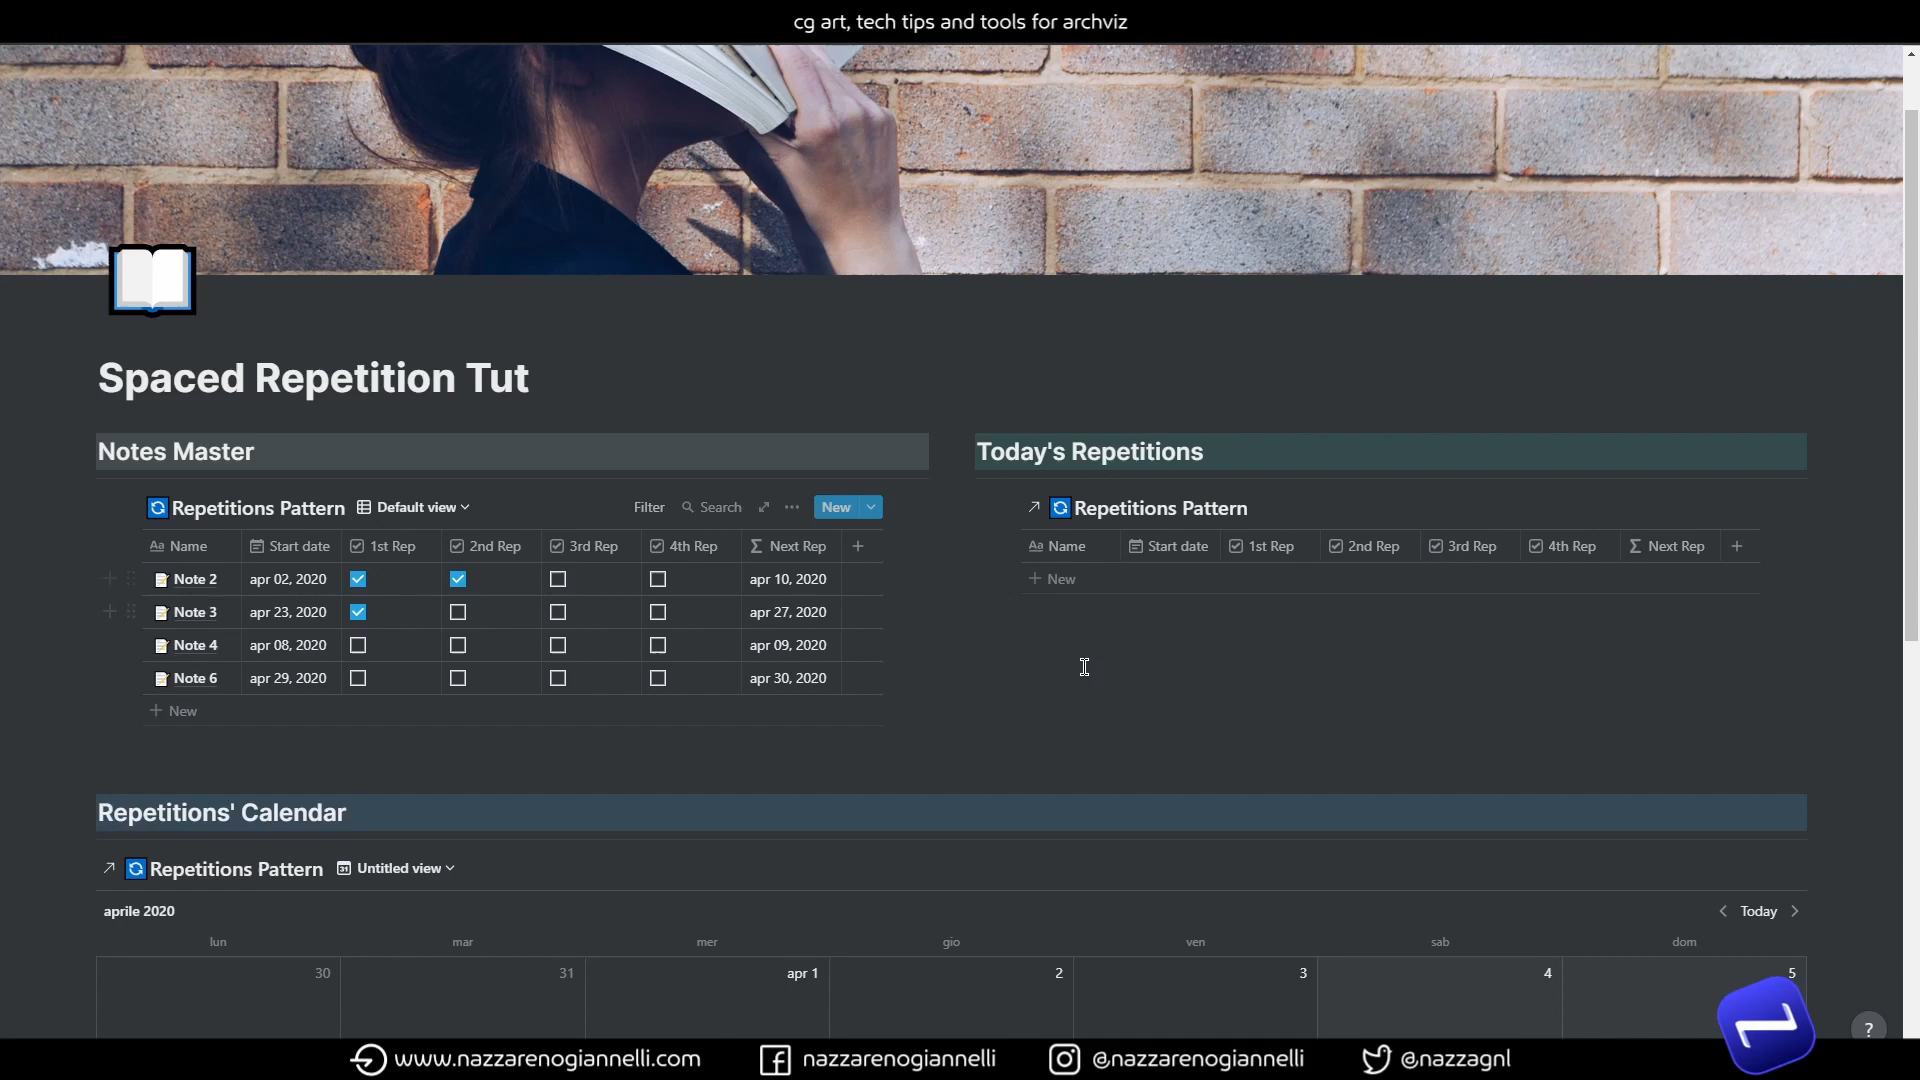 cg art, tech tips and tools for archviz
Spaced Repetition Tut
Notes Master
Repetitions Pattern Default view Filter Search New
Aa Name Start date 1st Rep 2nd Rep 3rd Rep 4th Rep Σ Next Rep +
Note 2 apr 02, 2020 apr 10, 2020
Note 3 apr 23, 2020 apr 27, 2020
Note 4 apr 08, 2020 apr 09, 2020
Note 6 apr 29, 2020 apr 30, 2020
+ New
Today's Repetitions
Repetitions Pattern
Aa Name Start date 1st Rep 2nd Rep 3rd Rep 4th Rep Σ Next Rep +
+ New
Repetitions' Calendar
Repetitions Pattern 31 Untitled view
aprile 2020 Today
lun mar mer gio ven sab dom
30 31 apr 1 2 3 4 5
?
www.nazzarenogiannelli.com nazzarenogiannelli @nazzarenogiannelli @nazzagnl